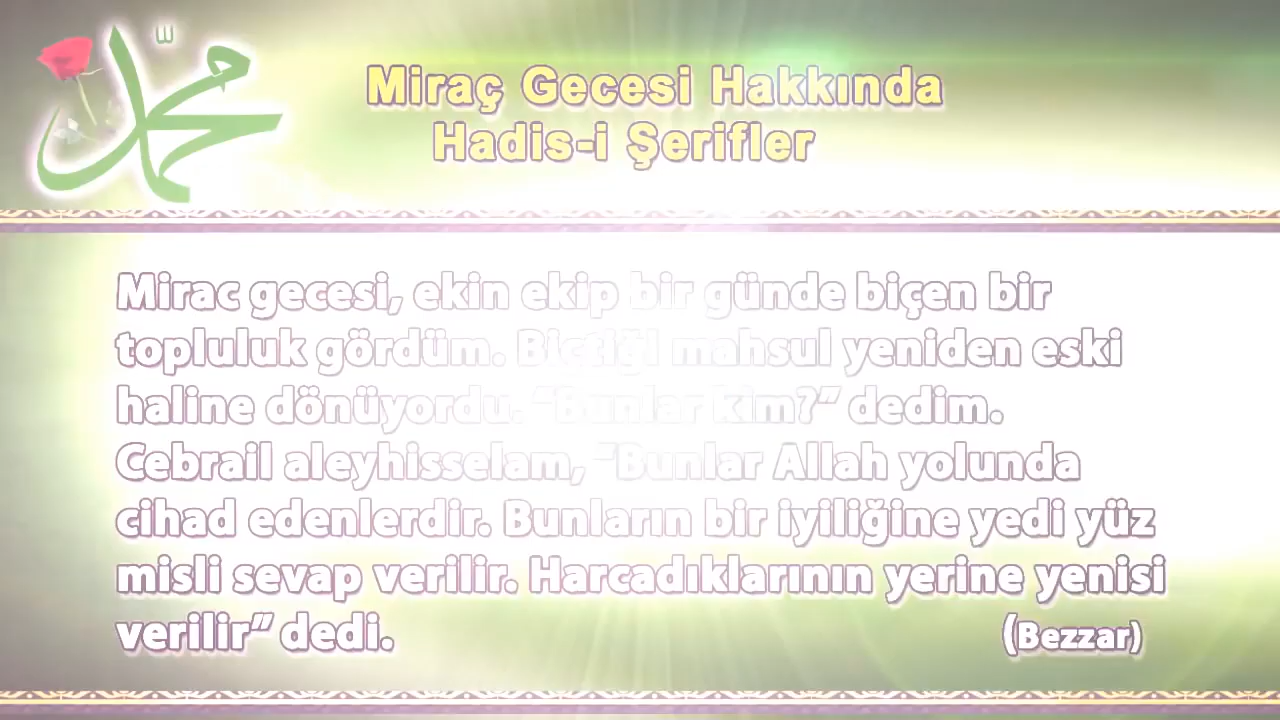 محمد
Miraç Gecesi Hakkında
Hadis-i Şerifler
Mirac gecesi, ekin ekip bir günde biçen bir
topluluk gördüm. Biçtiği mahsul yeniden eski
haline dönüyordu. “Bunlar kim?” dedim.
Cebrail aleyhisselam, “Bunlar Allah yolunda
cihad edenlerdir. Bunların bir iyiliğine yedi yüz
misli sevap verilir. Harcadıklarının yerine yenisi
verilir” dedi.
(Bezzar)